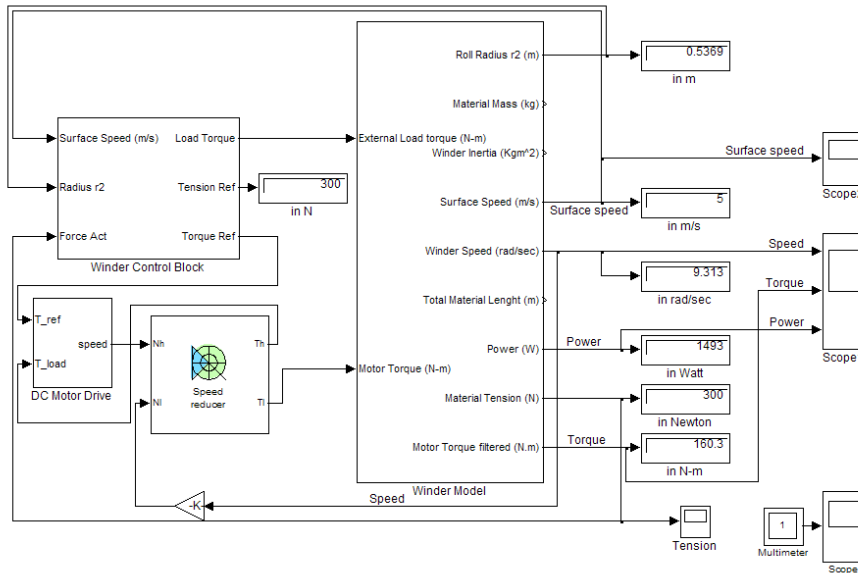 Roll Radius r2 (m)
0.5369
in m
Material Mass (kg)
Surface Speed (m/s)
Load Torque
External Load torque (N-m)
Winder Inertia (Kgm^2)
Surface speed
Radius r2
Tension Ref
300
in N
Scope2
Surface Speed (m/s)
Surface speed
5
in m/s
Force Act
Torque Ref
Winder Control Block
Winder Speed (rad/sec)
Speed
9.313
in rad/sec
Torque
Total Material Lenght (m)
T_ref
speed
T_load
DC Motor Drive
Nh
Th
Speed
reducer
Nl
Tl
Power
Power (W)
Power
1493
in Watt
Scope
Motor Torque (N-m)
Material Tension (N)
300
in Newton
Motor Torque filtered (N.m)
Torque
160.3
in N-m
Winder Model
-K-
Speed
Tension
1
Multimeter
Scope